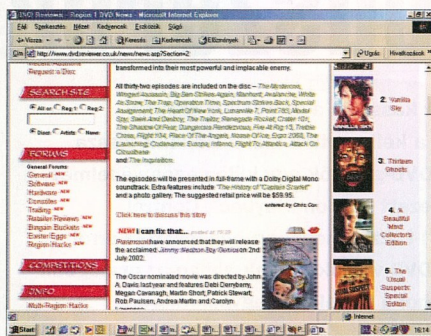 DVD Reviewer - Region 1 DVD News - Microsoft Internet Explorer
Fájl Szerkesztés Nézet Kedvencek Eszközök Súgó
Vissza Keresés Kedvencek Előzmények
Cím http://www.dvd.reviewer.co.uk/news/news.asp?Section=2 Ugrás Hivatkozások
Request a Disc
SEARCH SITE
All or Reg 1 Reg 2:
Discs Artists News
FORUMS
General Forums
General NEW
Software NEW
Hardware NEW
Consoles NEW
Trading NEW
Retailer Reviews NEW
Bargain Buckets NEW
Easter Eggs NEW
Region Hacks NEW
COMPETITIONS
INFO
Multi-Region Hacks
transformed into their most powerful and implacable enemy.
All thirty-two episodes are included on the disc – The Mysterons,
Winged Assassin, Big Ben Strikes Again, Manhunt, Avalanche, White
As Snow, The Trap, Operation Time, Spectrum Strikes Back, Special
Assignment, The Heart Of New York, Lunarville 7, Point 783, Model
Spy, Seek And Destroy, The Traitor, Renegade Rocket, Crater 101,
The Shadow Of Fear, Dangerous Rendezvous, Fire At Rig 15, Treble
Cross, Flight 104, Place Of The Angels, Noose Of Ice, Expo 2068, The
Launching, Codename: Europa, Inferno, Flight To Atlantica, Attack On
Cloudbase
and The Inquisition.
The episodes will be presented in full-frame with a Dolby Digital Mono
soundtrack. Extra features include "The History of "Captain Scarlet"
and a photo gallery. The suggested retail price will be $59.95.
entered by Chris Cox.
Click here to discuss this story
NEW! I can fix that...
Paramount have announced that they will release
the acclaimed Jimmy Neutron Boy Genius on 2nd
July 2002.
The Oscar nominated movie was directed by John
A. Davis last year and features Debi Derryberry,
Megan Cavanagh, Martin Short, Patrick Stewart,
Rob Paulsen, Andrea Martin and Carolyn
VANILLA SKY
2. Vanilla
Sky
3. Thirteen
Ghosts
4. A
Beautiful
Mind:
Collector's
Edition
5. The
Usual
Suspects:
Special
Edition
Internet
Start 16:14